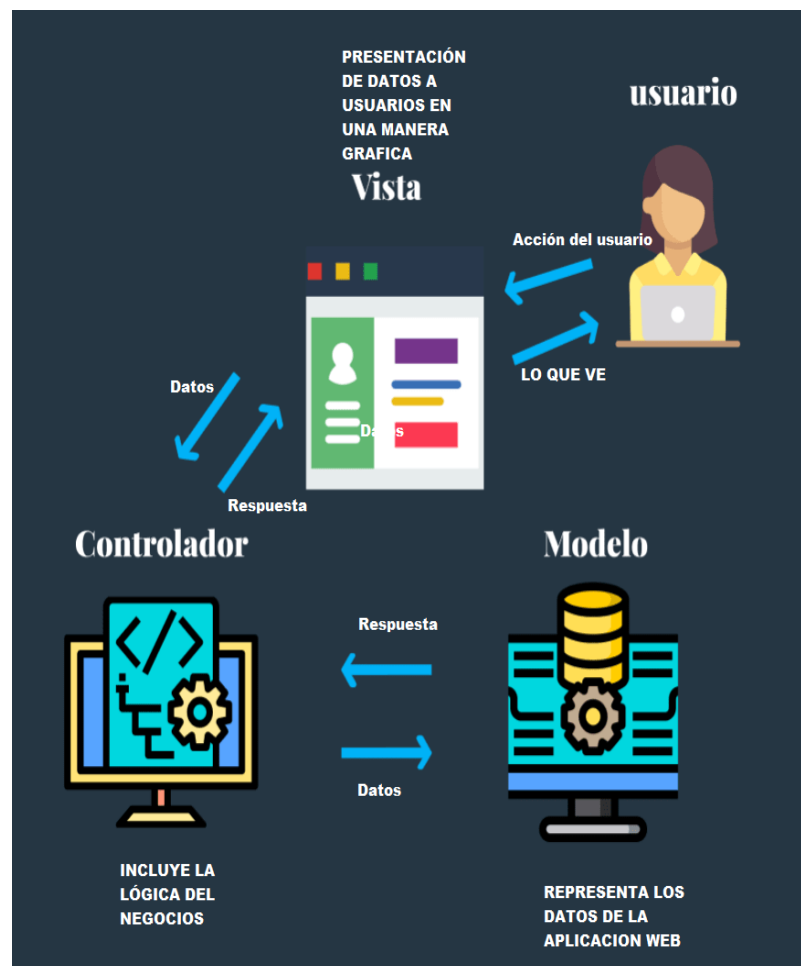 PRESENTACIÓN
DE DATOS A
USUARIOS EN
UNA MANERA
GRAFICA
usuario
Vista
Acción del usuario
LO QUE VE
Datos
Datos
Respuesta
Controlador
Modelo
Respuesta
Datos
INCLUYE LA
LÓGICA DEL
NEGOCIOS
REPRESENTA LOS
DATOS DE LA
APLICACION WEB